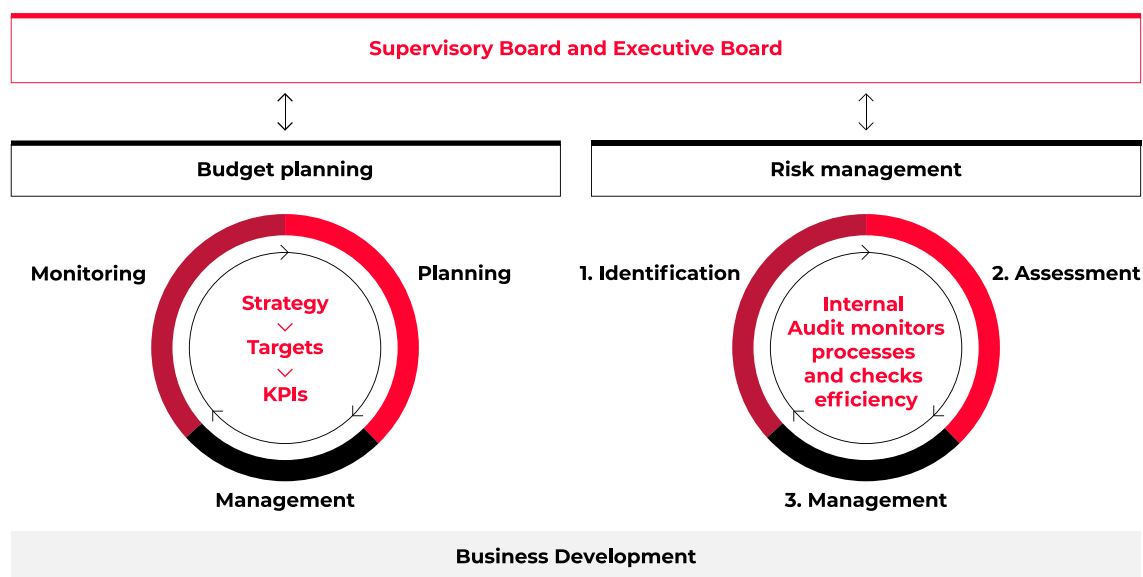 Supervisory Board and Executive Board
Budget planning
Risk management
Monitoring
Planning
Strategy
Targets
KPIs
Management
1. Identification
2. Assessment
Internal
Audit monitors
processes
and checks
efficiency
3. Management
Business Development